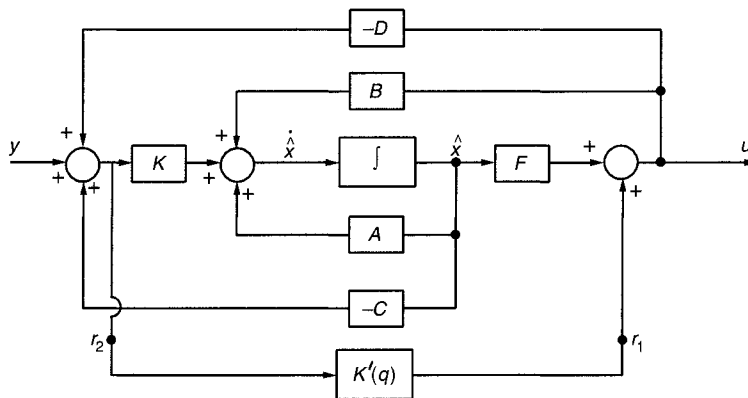 –D
B
+
+
y
+
+
K
+
+
ẋ̂
∫
x̂
F
+
+
u
A
–C
r₂
r₁
K′(q)